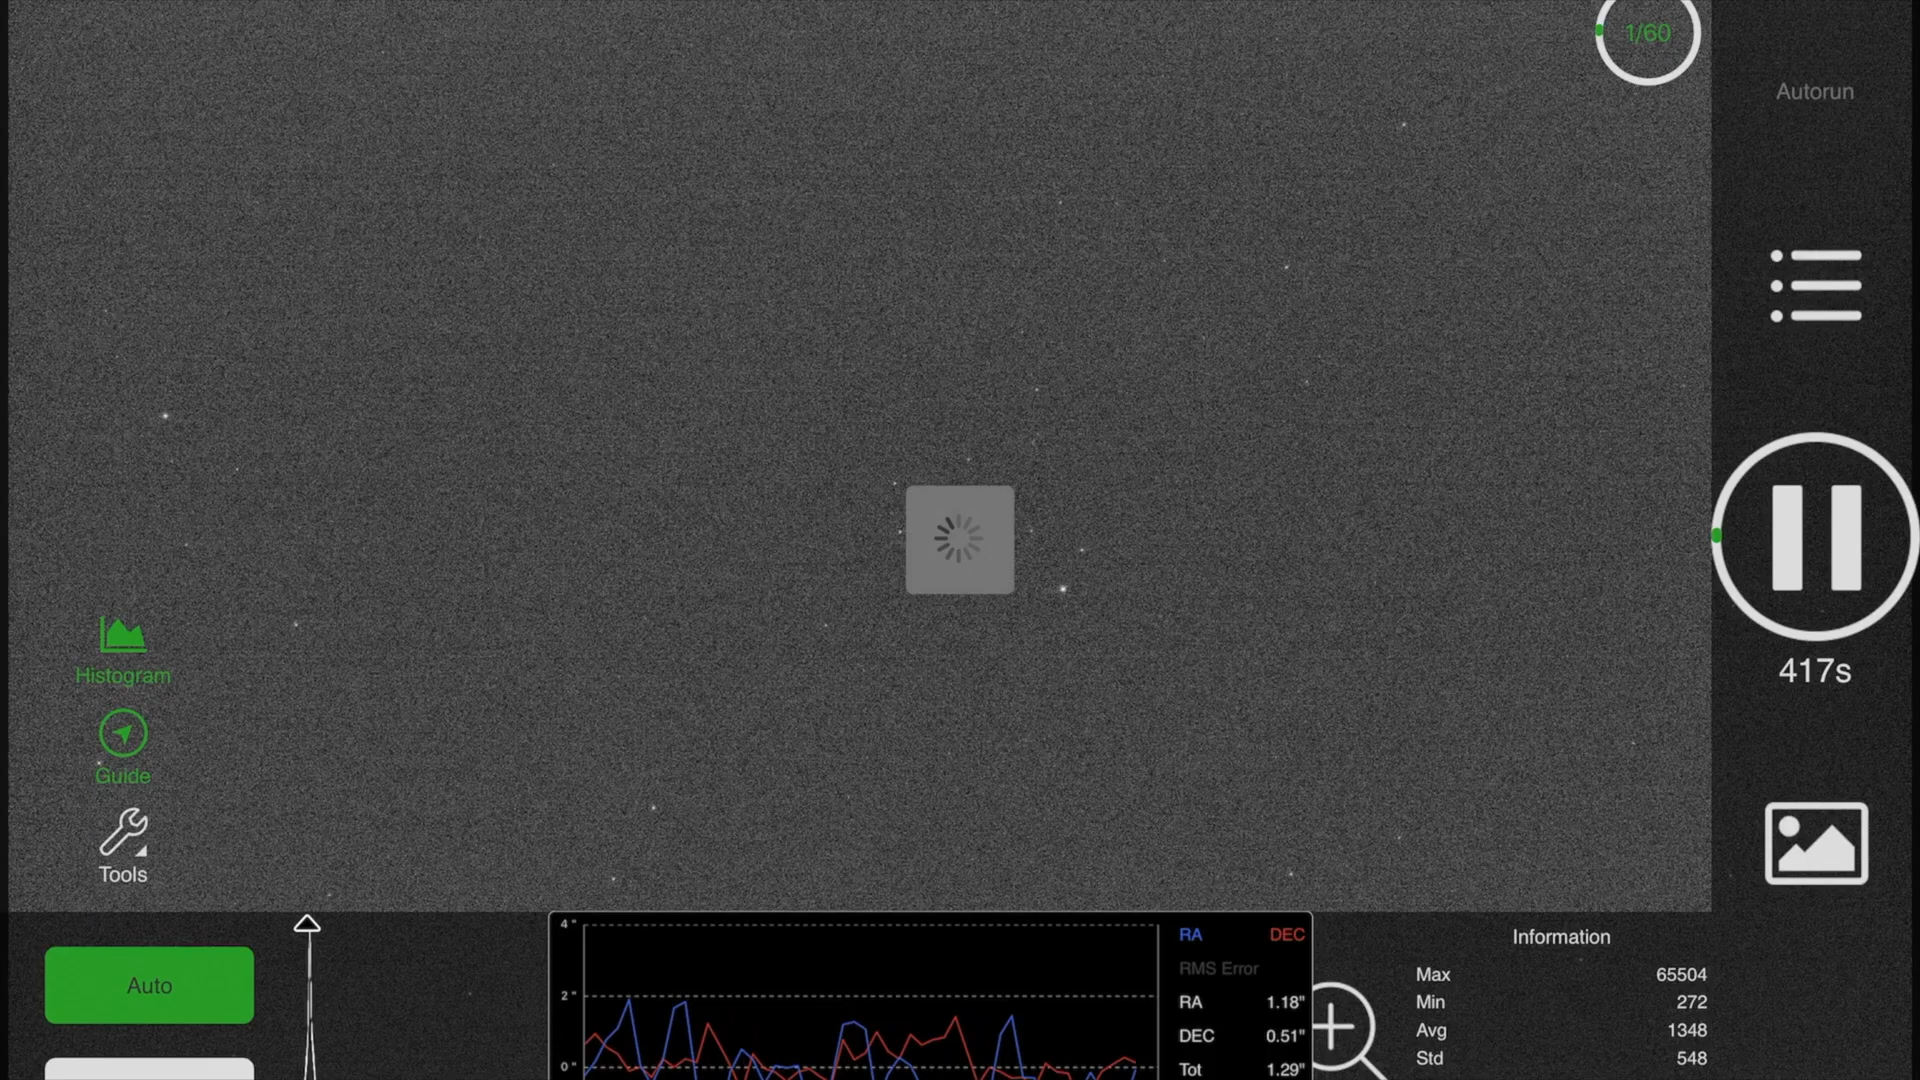 1/60
Autorun
417s
Histogram
Guide
Tools
Auto
4"
2"
0"
RA DEC
RMS Error
RA 1.18"
DEC 0.51"
Tot 1.29"
Information
Max 65504
Min 272
Avg 1348
Std 548